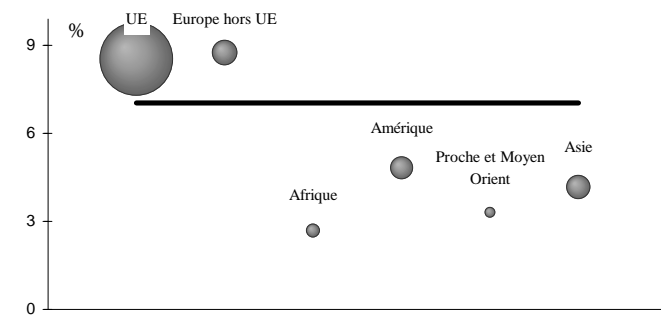 UE
Europe hors UE
%
9
6
Amérique
Asie
Proche et Moyen
Orient
Afrique
3
0